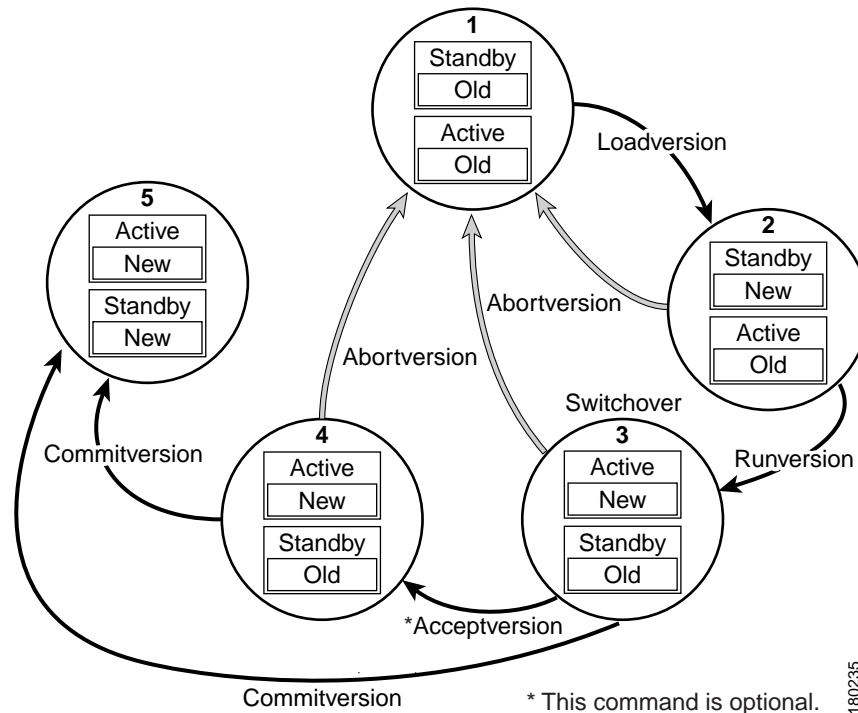 1
Standby
Old
Active
Old
Loadversion
2
Standby
New
Active
Old
5
Active
New
Standby
New
Abortversion
Abortversion
Switchover
Runversion
3
Active
New
Standby
Old
4
Active
New
Standby
Old
Commitversion
*Acceptversion
Commitversion
* This command is optional.
180235